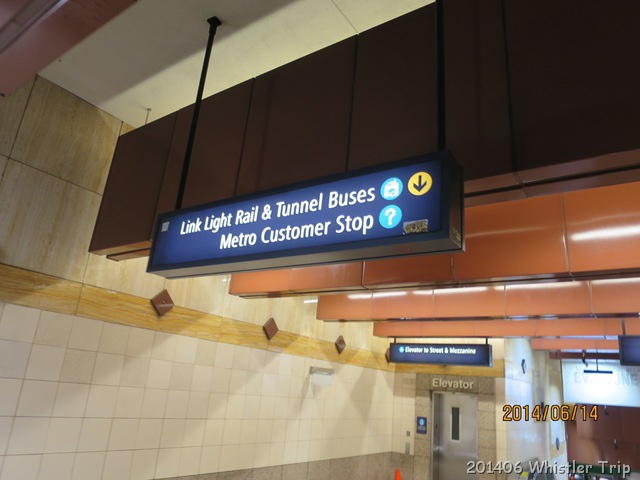 Link Light Rail & Tunnel Buses
Metro Customer Stop ?
Elevator to Street & Mezzanine
Elevator
2014/06/14
201406 Whistler Trip